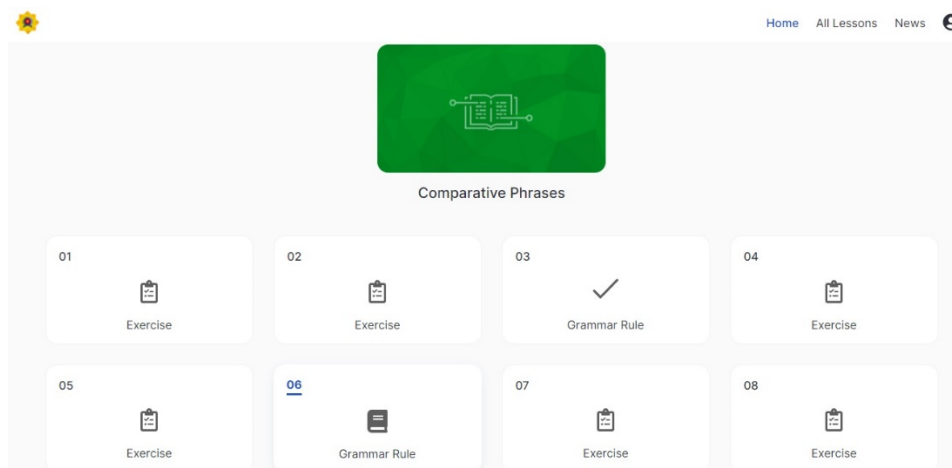 Home All Lessons News
Comparative Phrases
01 02 03 04
Exercise Exercise Grammar Rule Exercise
05 06 07 08
Exercise Grammar Rule Exercise Exercise